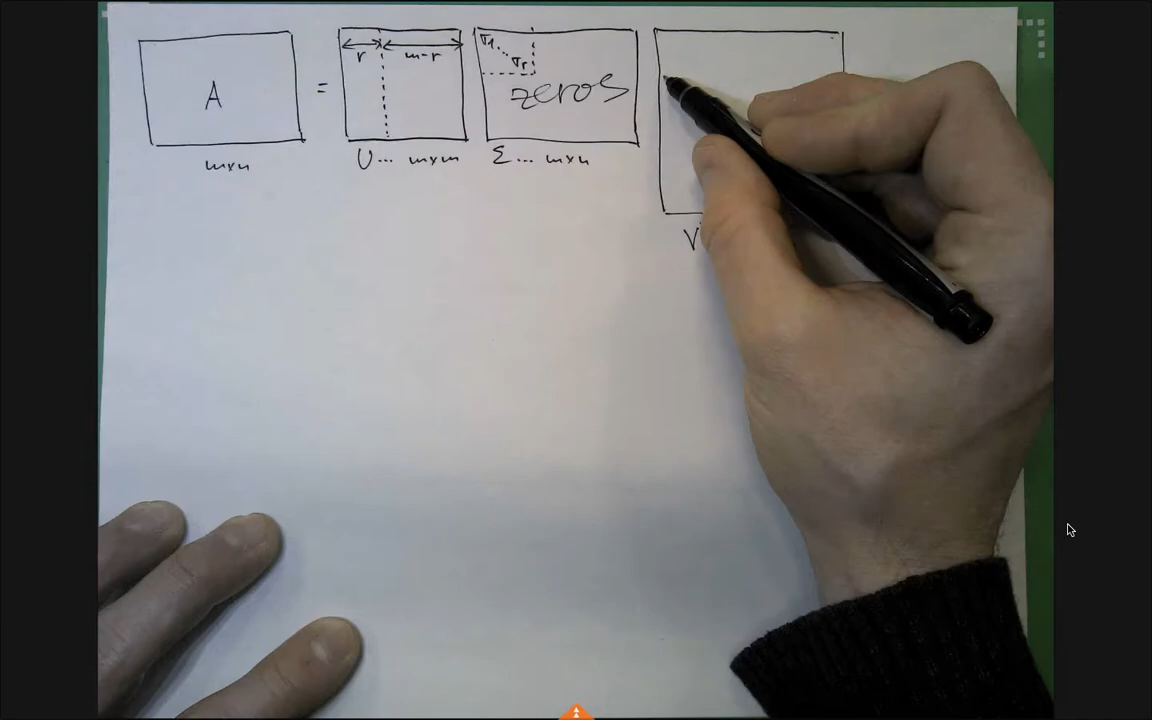 r m-r σ1 ⋱ σr
A = zeros
m×n U... m×m Σ... m×n
V